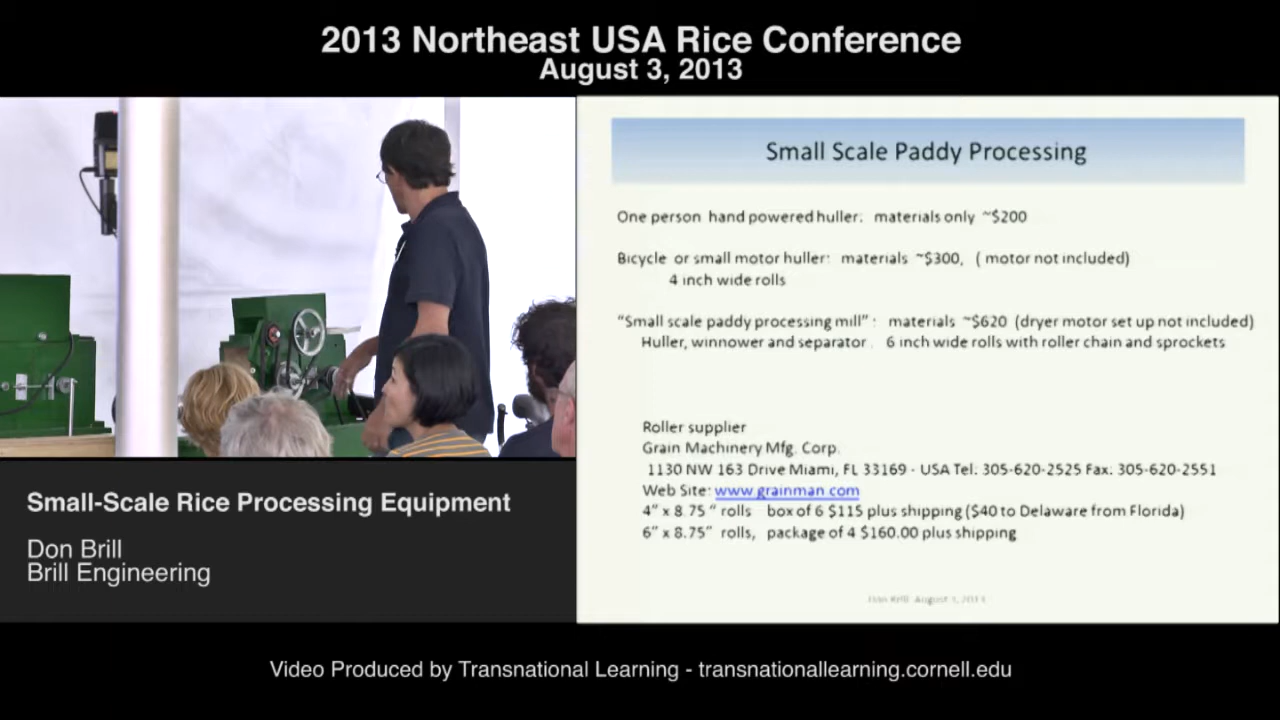 2013 Northeast USA Rice Conference
August 3, 2013
Small Scale Paddy Processing
One person hand powered huller: materials only ~$200
Bicycle or small motor huller: materials ~$300, ( motor not included)
4 inch wide rolls
“Small scale paddy processing mill” : materials ~$620 (dryer motor set up not included)
Huller, winnower and separator . 6 inch wide rolls with roller chain and sprockets
Roller supplier
Grain Machinery Mfg. Corp.
1130 NW 163 Drive Miami, FL 33169 - USA Tel: 305-620-2525 Fax: 305-620-2551
Web Site: www.grainman.com
4” x 8.75 “ rolls box of 6 $115 plus shipping ($40 to Delaware from Florida)
6” x 8.75” rolls, package of 4 $160.00 plus shipping
Don Brill August 3, 2013
Small-Scale Rice Processing Equipment
Don Brill
Brill Engineering
Video Produced by Transnational Learning - transnationallearning.cornell.edu